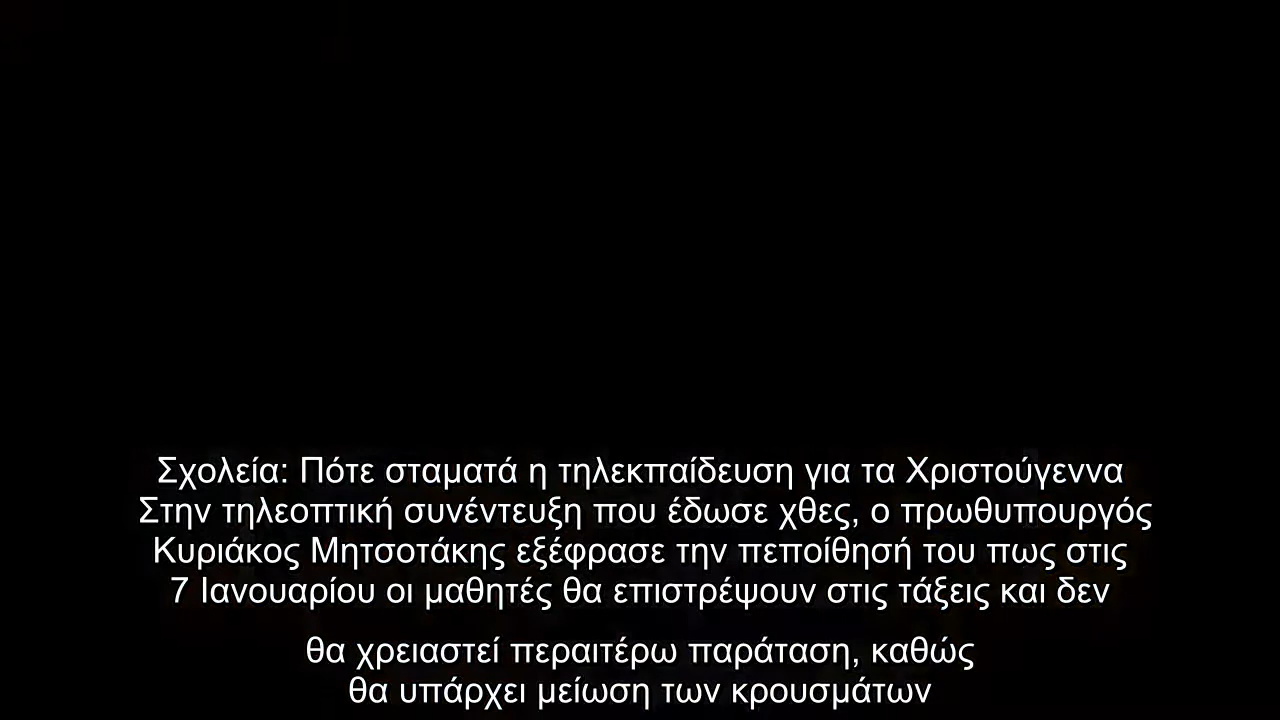 Σχολεία: Πότε σταματά η τηλεκπαίδευση για τα Χριστούγεννα
Στην τηλεοπτική συνέντευξη που έδωσε χθες, ο πρωθυπουργός
Κυριάκος Μητσοτάκης εξέφρασε την πεποίθησή του πως στις
7 Ιανουαρίου οι μαθητές θα επιστρέψουν στις τάξεις και δεν
θα χρειαστεί περαιτέρω παράταση, καθώς
θα υπάρχει μείωση των κρουσμάτων